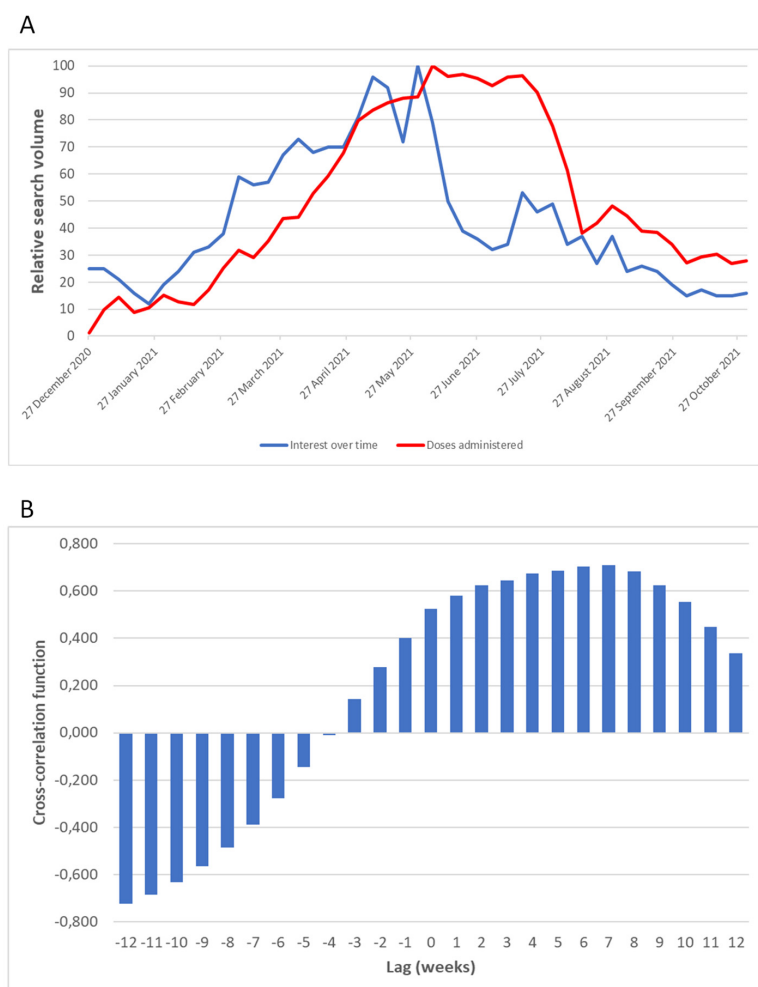 A
Relative search volume
100
90
80
70
60
50
40
30
20
10
0
27 December 2020
27 January 2021
27 February 2021
27 March 2021
27 April 2021
27 May 2021
27 June 2021
27 July 2021
27 August 2021
27 September 2021
27 October 2021
Interest over time Doses administered
B
Cross-correlation function
0,800
0,600
0,400
0,200
0,000
-0,200
-0,400
-0,600
-0,800
-12 -11 -10 -9 -8 -7 -6 -5 -4 -3 -2 -1 0 1 2 3 4 5 6 7 8 9 10 11 12
Lag (weeks)